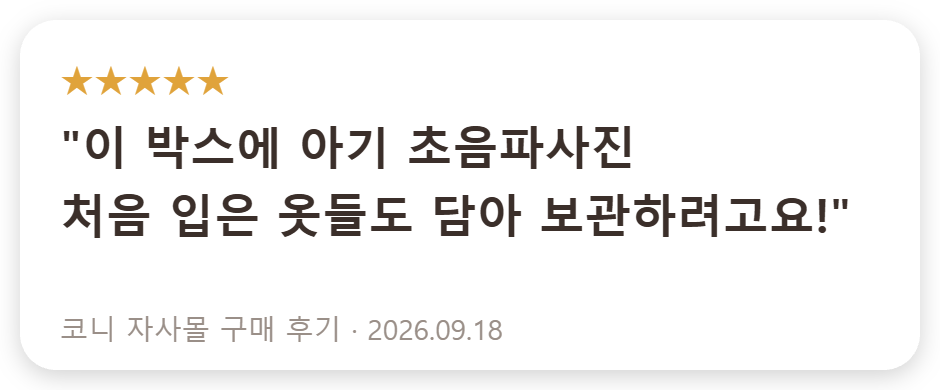 ★★★★★
"이 박스에 아기 초음파사진
처음 입은 옷들도 담아 보관하려고요!"
코니 자사몰 구매 후기 · 2026.09.18